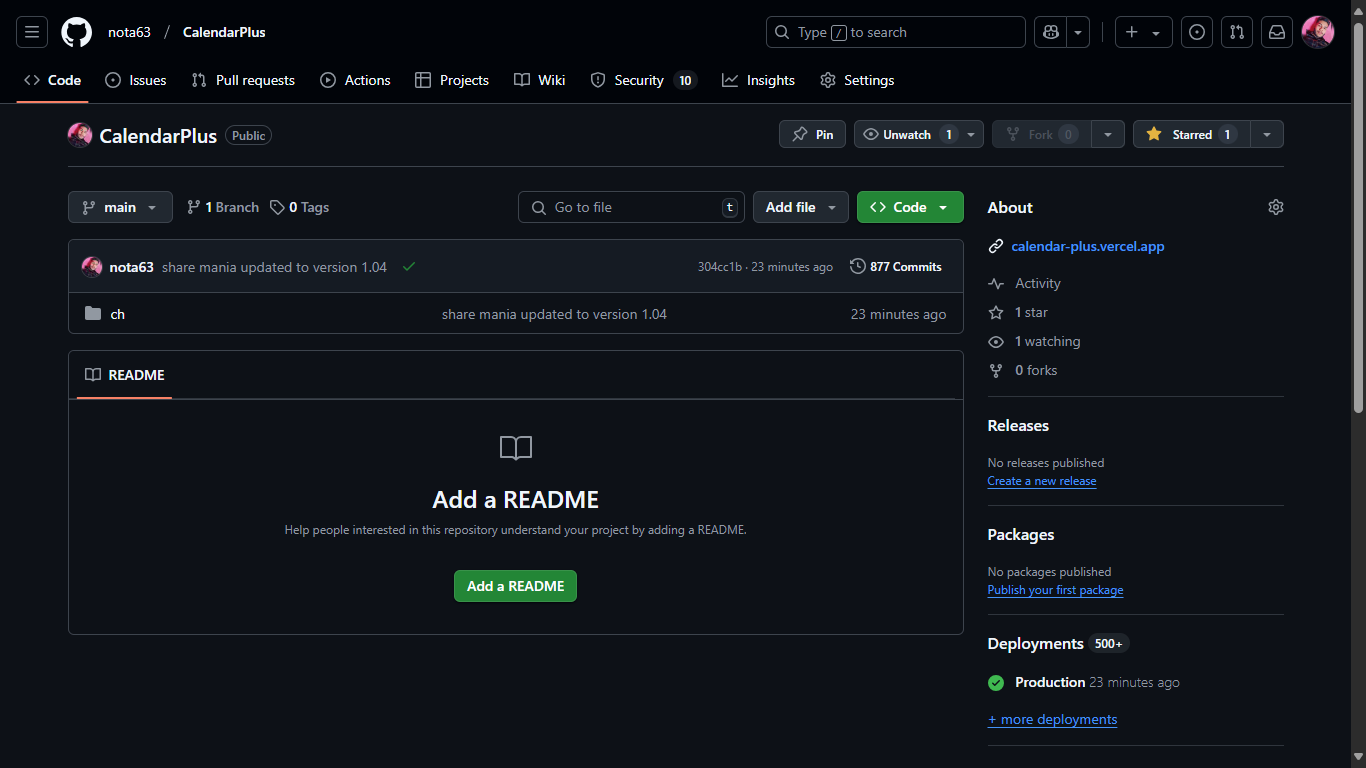 nota63 / CalendarPlus
Type / to search
Code Issues Pull requests Actions Projects Wiki Security 10 Insights Settings
CalendarPlus Public
Pin Unwatch 1 Fork 0 Starred 1
main 1 Branch 0 Tags Go to file t Add file Code
nota63 share mania updated to version 1.04 304cc1b · 23 minutes ago 877 Commits
ch share mania updated to version 1.04 23 minutes ago
README
Add a README
Help people interested in this repository understand your project by adding a README.
Add a README
About
calendar-plus.vercel.app
Activity
1 star
1 watching
0 forks
Releases
No releases published
Create a new release
Packages
No packages published
Publish your first package
Deployments 500+
Production 23 minutes ago
+ more deployments